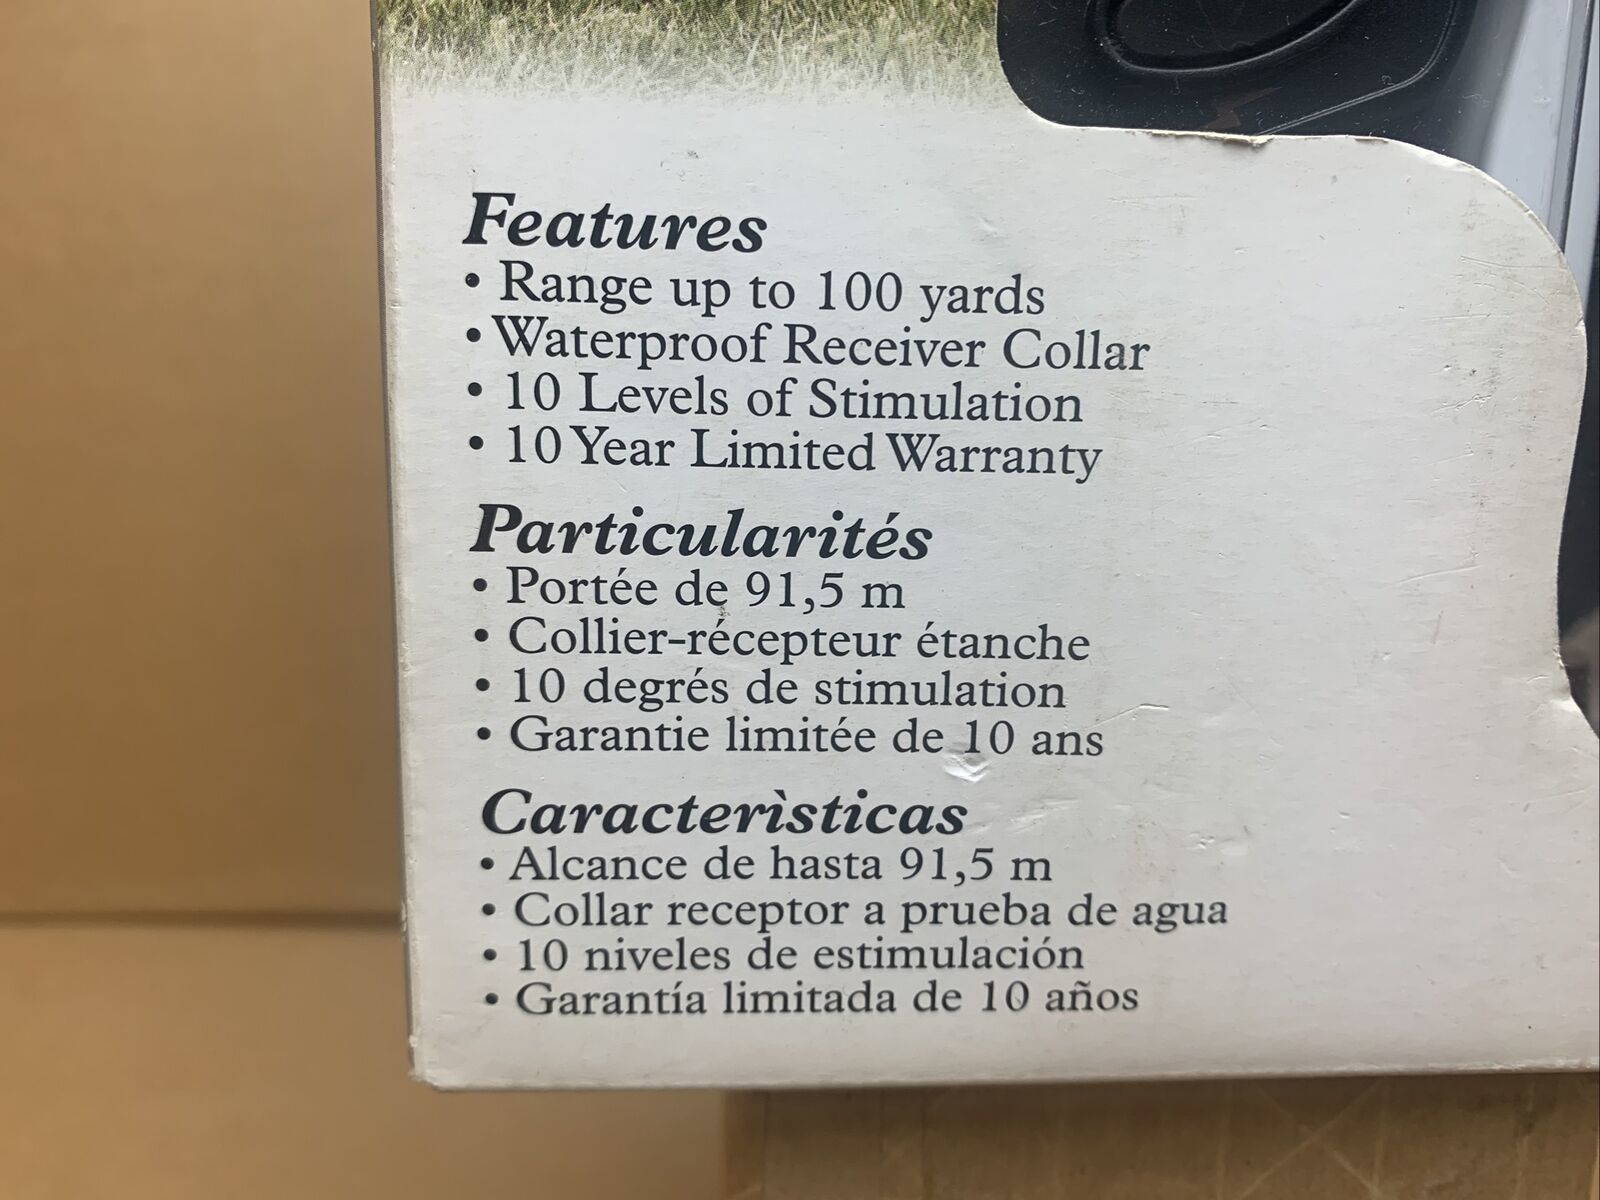 Features
• Range up to 100 yards
• Waterproof Receiver Collar
• 10 Levels of Stimulation
• 10 Year Limited Warranty
Particularités
• Portée de 91,5 m
• Collier-récepteur étanche
• 10 degrés de stimulation
• Garantie limitée de 10 ans
Caracterìsticas
• Alcance de hasta 91,5 m
• Collar receptor a prueba de agua
• 10 niveles de estimulación
• Garantía limitada de 10 años